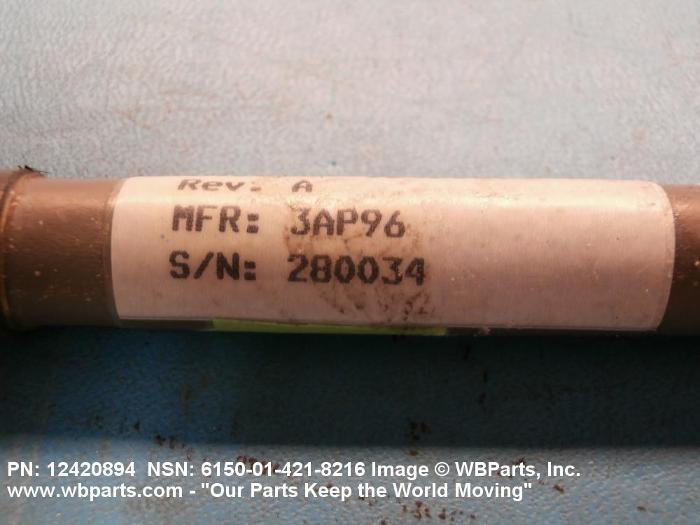 Rev: A
MFR: 3AP96
S/N: 280034
PN: 12420894 NSN: 6150-01-421-8216 Image © WBParts, Inc.
www.wbparts.com - "Our Parts Keep the World Moving"